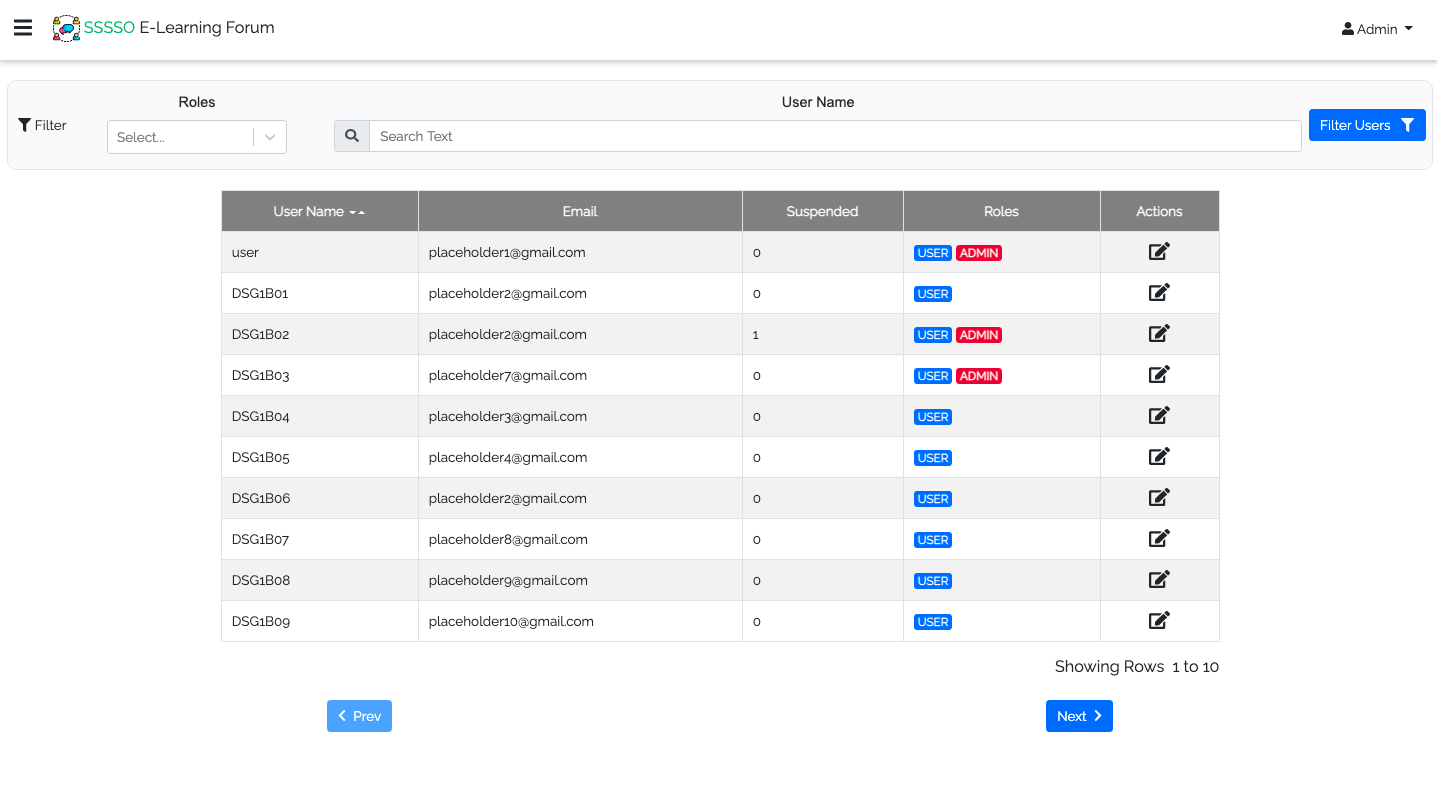 SSSSO E-Learning Forum
Admin
Filter
Roles
Select...
User Name
Search Text
Filter Users
User Name Email Suspended Roles Actions
user placeholder1@gmail.com 0 USER ADMIN
DSG1B01 placeholder2@gmail.com 0 USER
DSG1B02 placeholder2@gmail.com 1 USER ADMIN
DSG1B03 placeholder7@gmail.com 0 USER ADMIN
DSG1B04 placeholder3@gmail.com 0 USER
DSG1B05 placeholder4@gmail.com 0 USER
DSG1B06 placeholder2@gmail.com 0 USER
DSG1B07 placeholder8@gmail.com 0 USER
DSG1B08 placeholder9@gmail.com 0 USER
DSG1B09 placeholder10@gmail.com 0 USER
Showing Rows 1 to 10
Prev
Next